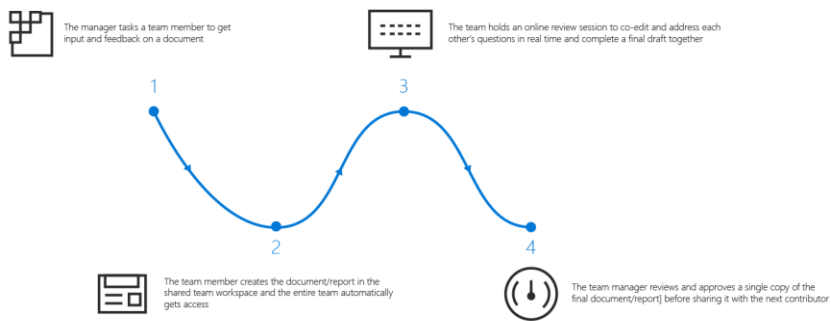 The manager tasks a team member to get
input and feedback on a document
The team holds an online review session to co-edit and address each
other's questions in real time and complete a final draft together
1
3
2
4
The team member creates the document/report in the
shared team workspace and the entire team automatically
gets access
The team manager reviews and approves a single copy of the
final document/report] before sharing it with the next contributor